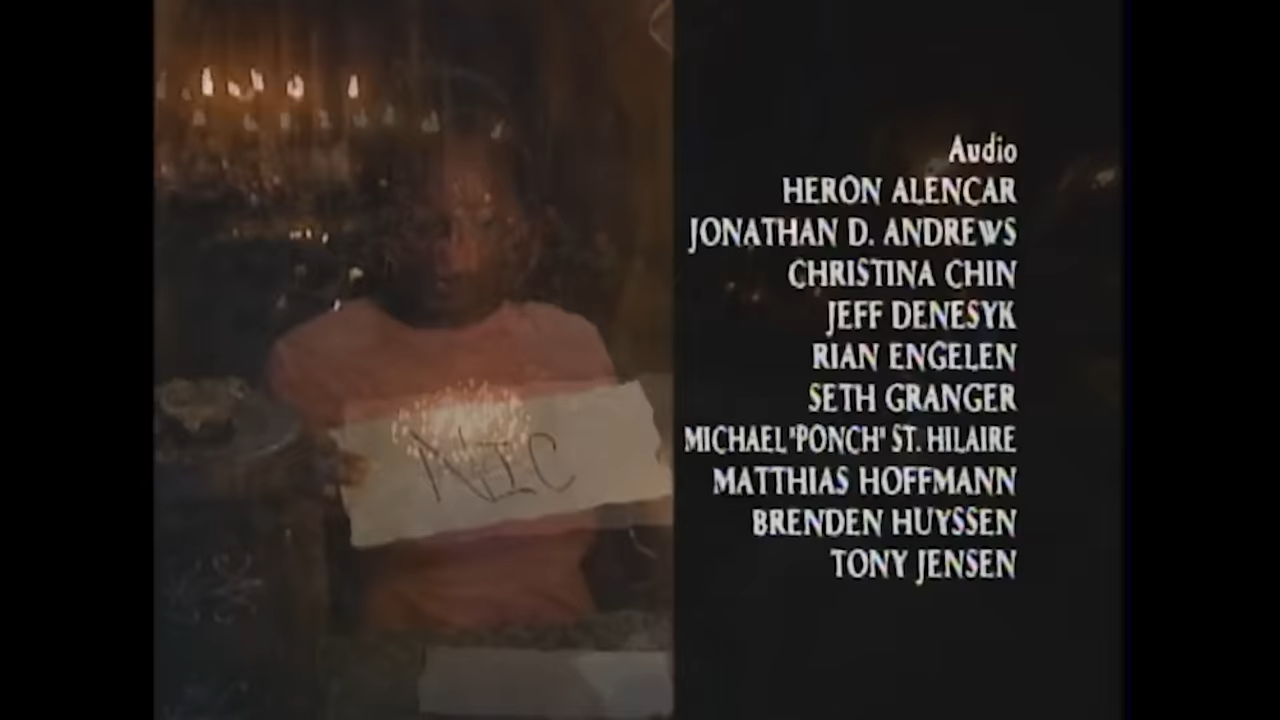 NIC
Audio
HERON ALENCAR
JONATHAN D. ANDREWS
CHRISTINA CHIN
JEFF DENESYK
RIAN ENGELEN
SETH GRANGER
MICHAEL "PONCH" ST. HILAIRE
MATTHIAS HOFFMANN
BRENDEN HUYSSEN
TONY JENSEN